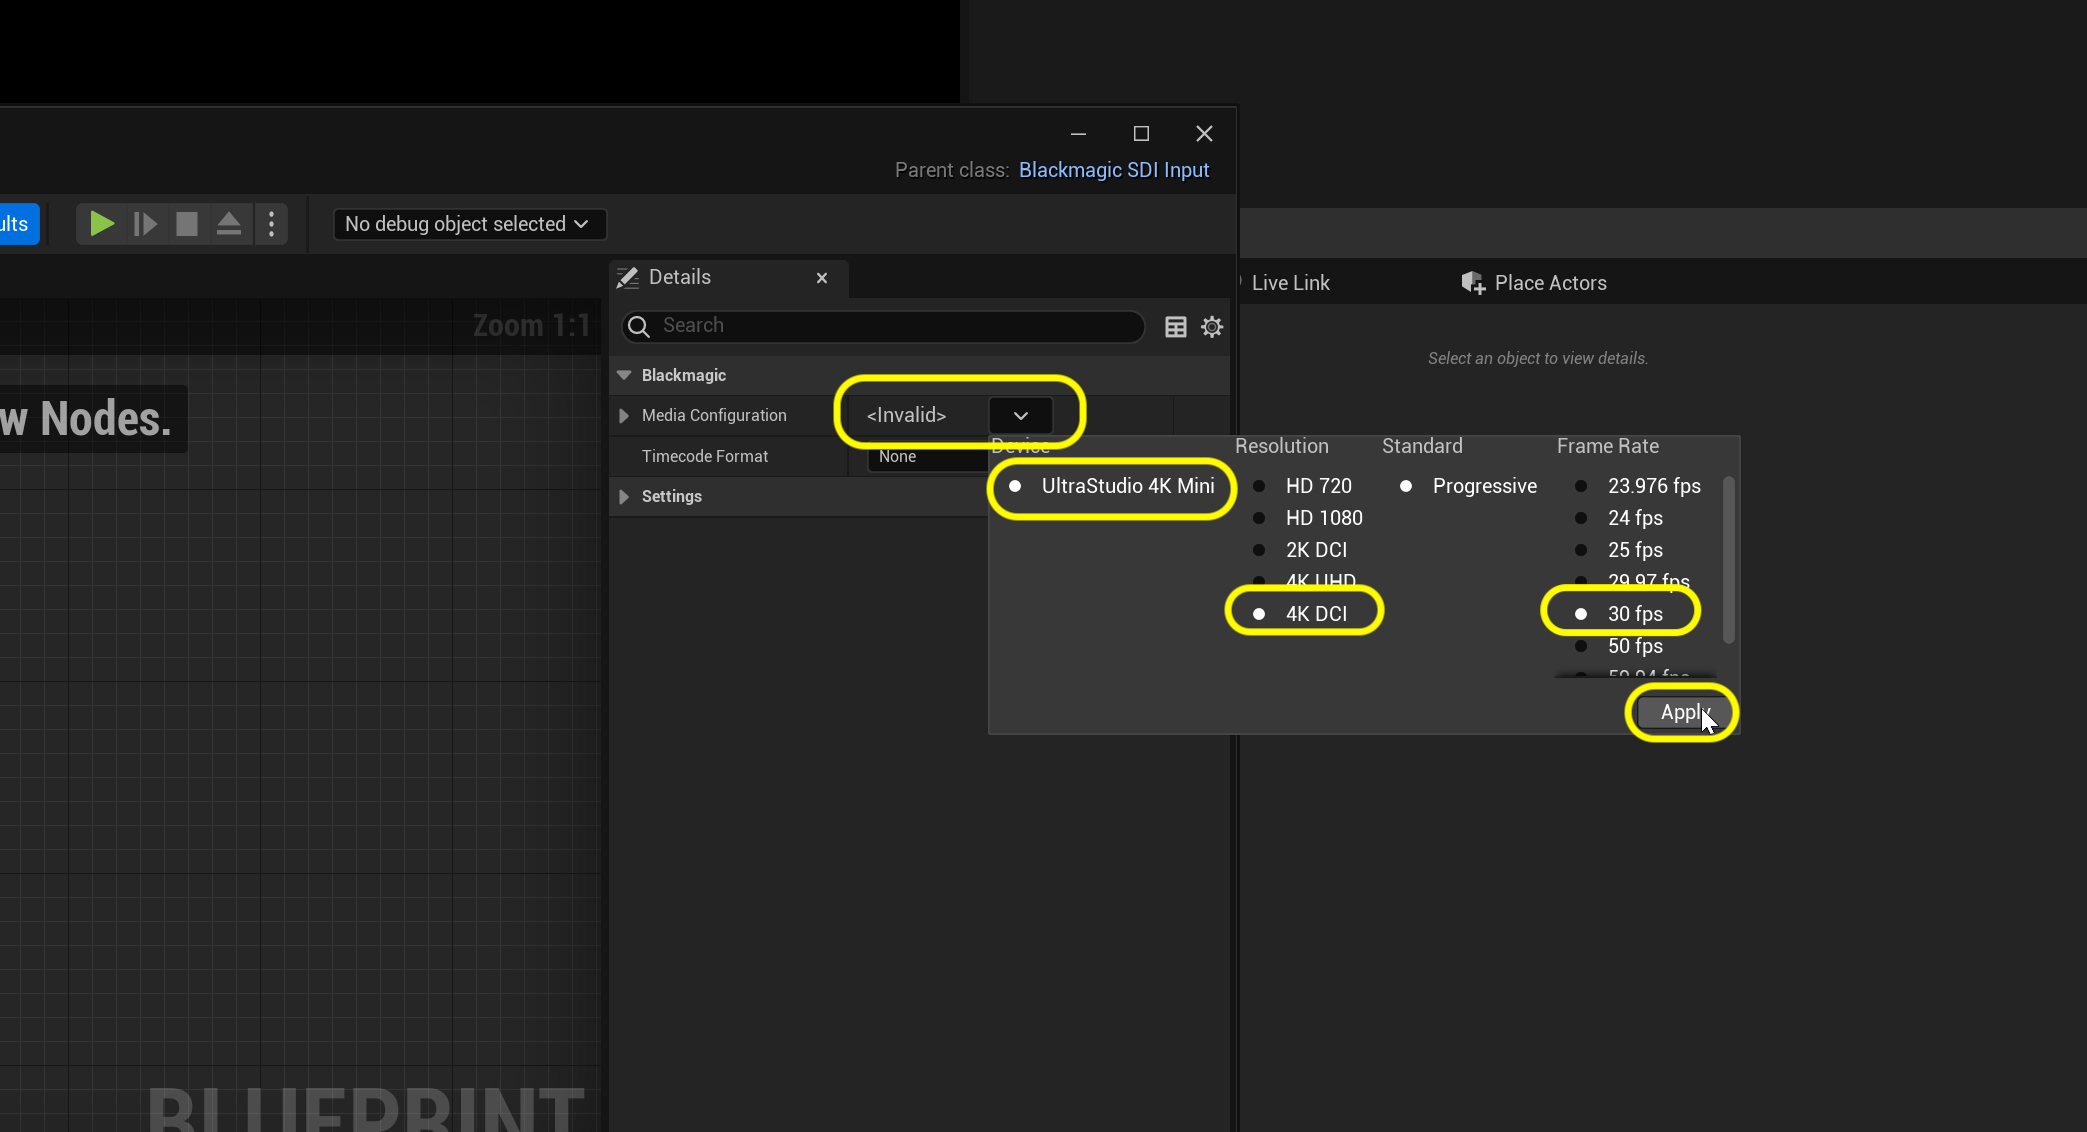 Parent class: Blackmagic SDI Input
ults
No debug object selected
Details
Live Link
Place Actors
Zoom 1:1
Search
Select an object to view details.
Blackmagic
w Nodes.
Media Configuration
<Invalid>
Device
Resolution
Standard
Frame Rate
Timecode Format
None
UltraStudio 4K Mini
HD 720
Progressive
23.976 fps
Settings
HD 1080
24 fps
2K DCI
25 fps
4K UHD
29.97 fps
4K DCI
30 fps
50 fps
59.94 fps
Apply
BLUEPRINT